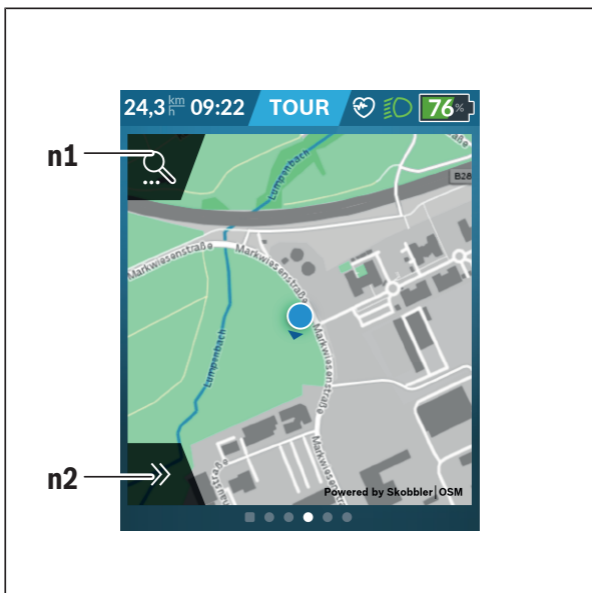 24,3 km/h 09:22 TOUR 76%
n1
B28
Lumpenbach
Markwiesenstraße
Markwiesenstraße
Markwiesenstraße
Lumpenbach
Markwiesenstraße
n2
Powered by Skobbler|OSM